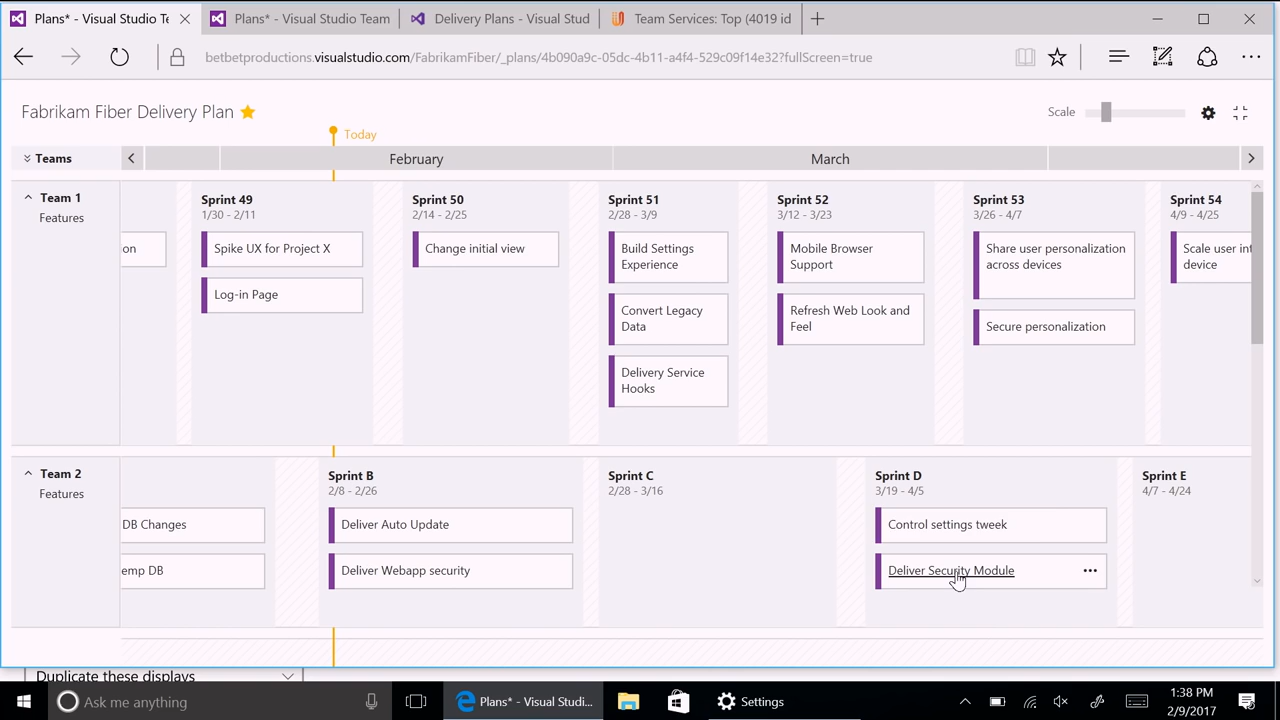 Plans* - Visual Studio Te
Plans* - Visual Studio Team
Delivery Plans - Visual Stud
Team Services: Top (4019 id
betbetproductions.visualstudio.com/FabrikamFiber/_plans/4b090a9c-05dc-4b11-a4f4-529c09f14e32?fullScreen=true
Fabrikam Fiber Delivery Plan
Scale
Today
Teams
February
March
Team 1
Features
Sprint 49
1/30 - 2/11
Spike UX for Project X
Log-in Page
Sprint 50
2/14 - 2/25
Change initial view
Sprint 51
2/28 - 3/9
Build Settings
Experience
Convert Legacy
Data
Delivery Service
Hooks
Sprint 52
3/12 - 3/23
Mobile Browser
Support
Refresh Web Look and
Feel
Sprint 53
3/26 - 4/7
Share user personalization
across devices
Secure personalization
Sprint 54
4/9 - 4/25
Scale user int
device
on
Team 2
Features
DB Changes
emp DB
Sprint B
2/8 - 2/26
Deliver Auto Update
Deliver Webapp security
Sprint C
2/28 - 3/16
Sprint D
3/19 - 4/5
Control settings tweek
Deliver Security Module
Sprint E
4/7 - 4/24
Duplicate these displays
Ask me anything
Plans* - Visual Studi...
Settings
1:38 PM
2/9/2017